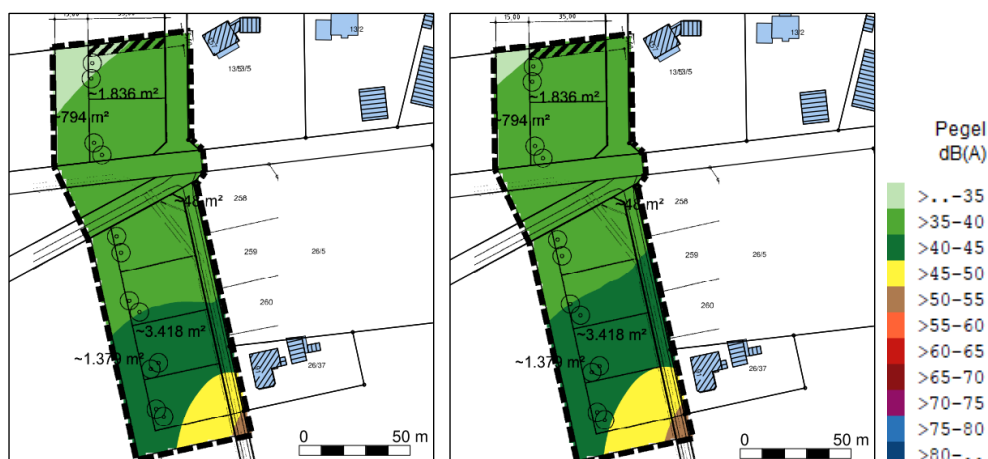 15,00 35,00
13/2
13/53/5
~1.836 m²
~794 m²
~48 m²
258
259
26/5
260
~3.418 m²
~1.379 m²
26/37
0 50 m
15,00 35,00
13/2
13/53/5
~1.836 m²
794 m²
~48 m²
258
259
26/5
260
~3.418 m²
~1.379 m²
26/37
0 50 m
Pegel
dB(A)
>..-35
>35-40
>40-45
>45-50
>50-55
>55-60
>60-65
>65-70
>70-75
>75-80
>80-..